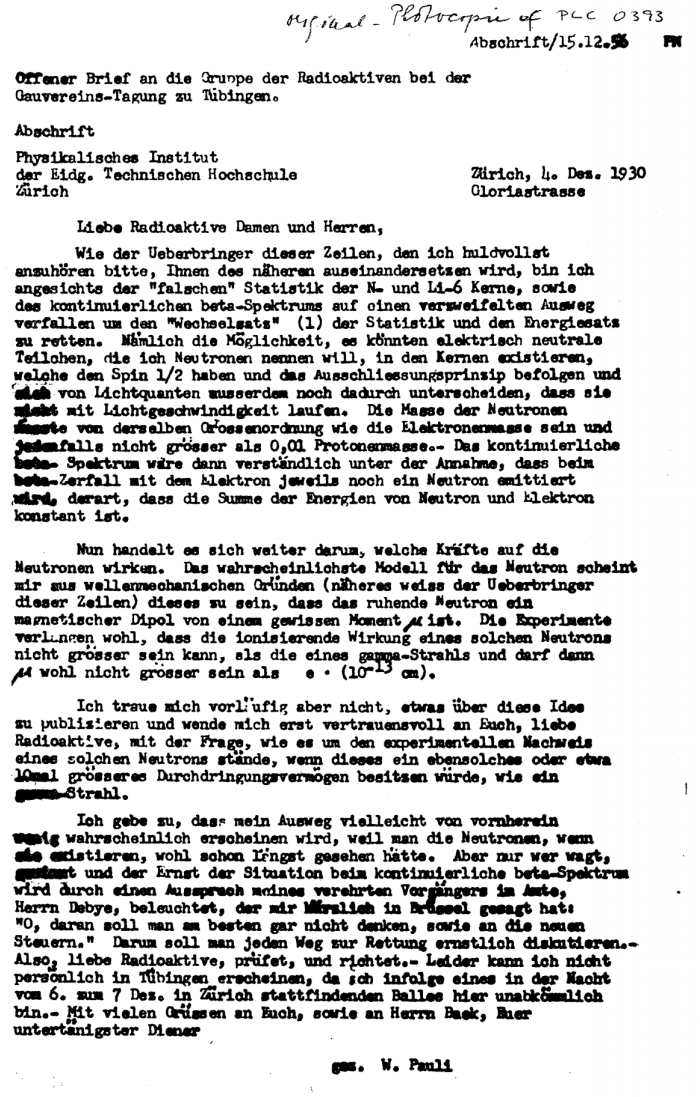 Original - Photocopie of PLC 0393
Abschrift/15.12.56 PM
Offener Brief an die Gruppe der Radioaktiven bei der
Gauvereins-Tagung zu Tübingen.
Abschrift
Physikalisches Institut
der Eidg. Technischen Hochschule
Zürich
Zürich, 4. Dez. 1930
Gloriastrasse
Liebe Radioaktive Damen und Herren,
Wie der Ueberbringer dieser Zeilen, den ich huldvollst
anzuhören bitte, Ihnen des näheren auseinandersetzen wird, bin ich
angesichts der "falschen" Statistik der N- und Li-6 Kerne, sowie
des kontinuierlichen beta-Spektrums auf einen verzweifelten Ausweg
verfallen um den "Wechselsatz" (1) der Statistik und den Energiesatz
zu retten. Nämlich die Möglichkeit, es könnten elektrisch neutrale
Teilchen, die ich Neutronen nennen will, in den Kernen existieren,
welche den Spin 1/2 haben und das Ausschliessungsprinzip befolgen und
sich von Lichtquanten ausserdem noch dadurch unterscheiden, dass sie
nicht mit Lichtgeschwindigkeit laufen. Die Masse der Neutronen
müsste von derselben Grössenordnung wie die Elektronenmasse sein und
jedenfalls nicht grösser als 0,01 Protonenmasse.- Das kontinuierliche
beta- Spektrum wäre dann verständlich unter der Annahme, dass beim
beta-Zerfall mit dem Elektron jeweils noch ein Neutron emittiert
wird, derart, dass die Summe der Energien von Neutron und Elektron
konstant ist.
Nun handelt es sich weiter darum, welche Kräfte auf die
Neutronen wirken. Das wahrscheinlichste Modell für das Neutron scheint
mir aus wellenmechanischen Gründen (näheres weiss der Ueberbringer
dieser Zeilen) dieses zu sein, dass das ruhende Neutron ein
magnetischer Dipol von einem gewissen Moment μ ist. Die Experimente
verlangen wohl, dass die ionisierende Wirkung eines solchen Neutrons
nicht grösser sein kann, als die eines gamma-Strahls und darf dann
μ wohl nicht grösser sein als e · (10⁻¹³ cm).
Ich traue mich vorläufig aber nicht, etwas über diese Idee
zu publizieren und wende mich erst vertrauensvoll an Euch, liebe
Radioaktive, mit der Frage, wie es um den experimentellen Nachweis
eines solchen Neutrons stände, wenn dieses ein ebensolches oder etwa
10mal grösseres Durchdringungsvermögen besitzen würde, wie ein
gamma-Strahl.
Ich gebe zu, dass mein Ausweg vielleicht von vornherein
wenig wahrscheinlich erscheinen wird, weil man die Neutronen, wenn
sie existieren, wohl schon längst gesehen hätte. Aber nur wer wagt,
gewinnt und der Ernst der Situation beim kontinuierliche beta-Spektrum
wird durch einen Ausspruch meines verehrten Vorgängers im Amte,
Herrn Debye, beleuchtet, der mir kürzlich in Brüssel gesagt hat:
"O, daran soll man am besten gar nicht denken, sowie an die neuen
Steuern." Darum soll man jeden Weg zur Rettung ernstlich diskutieren.-
Also, liebe Radioaktive, prüfet, und richtet.- Leider kann ich nicht
persönlich in Tübingen erscheinen, da ich infolge eines in der Nacht
vom 6. zum 7 Dez. in Zürich stattfindenden Balles hier unabkömmlich
bin.- Mit vielen Grüssen an Euch, sowie an Herrn Back, Euer
untertänigster Diener
gez. W. Pauli